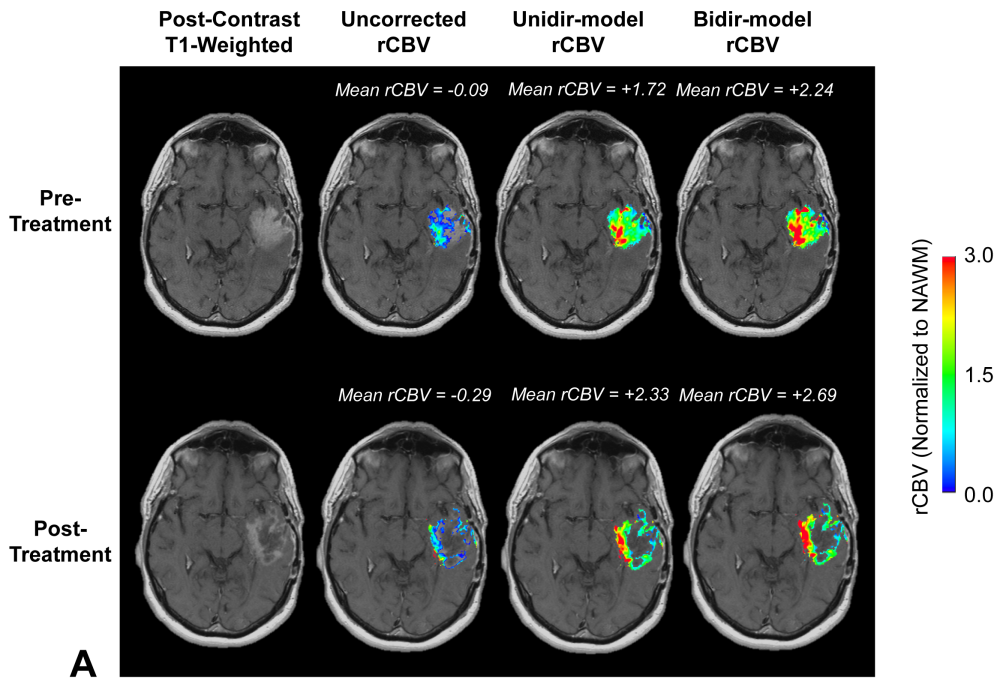 Post-Contrast
T1-Weighted
Uncorrected
rCBV
Unidir-model
rCBV
Bidir-model
rCBV
Mean rCBV = -0.09
Mean rCBV = +1.72
Mean rCBV = +2.24
Pre-
Treatment
Mean rCBV = -0.29
Mean rCBV = +2.33
Mean rCBV = +2.69
Post-
Treatment
rCBV (Normalized to NAWM)
3.0
1.5
0.0
A